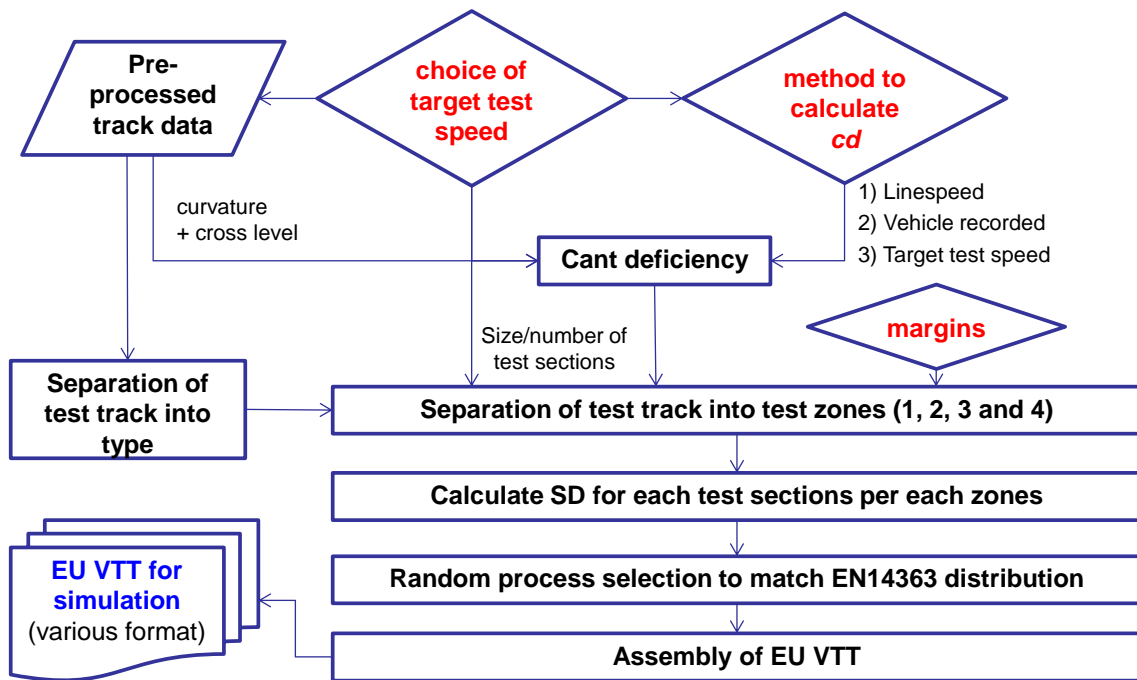 Pre-
processed
track data
choice of
target test
speed
method to
calculate
cd
curvature
+ cross level
1) Linespeed
2) Vehicle recorded
3) Target test speed
Cant deficiency
margins
Size/number of
test sections
Separation of
test track into
type
Separation of test track into test zones (1, 2, 3 and 4)
Calculate SD for each test sections per each zones
Random process selection to match EN14363 distribution
EU VTT for
simulation
(various format)
Assembly of EU VTT